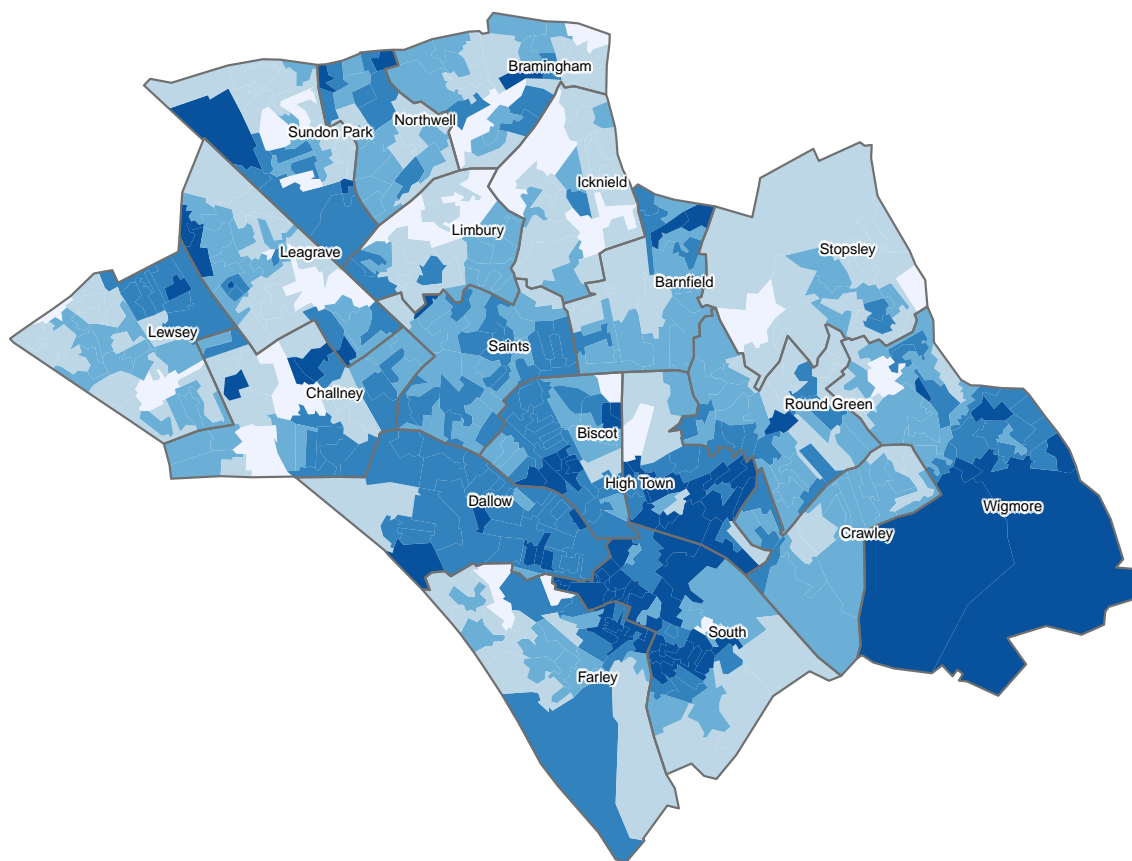 Bramingham
Northwell
Sundon Park
Icknield
Limbury
Stopsley
Leagrave
Barnfield
Lewsey
Saints
Challney
Round Green
Biscot
High Town
Dallow
Wigmore
Crawley
South
Farley